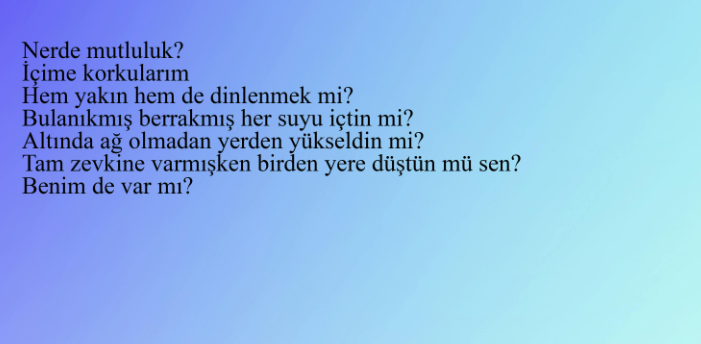 Nerde mutluluk?
İçime korkularım
Hem yakın hem de dinlenmek mi?
Bulanıkmış berrakmış her suyu içtin mi?
Altında ağ olmadan yerden yükseldin mi?
Tam zevkine varmışken birden yere düştün mü sen?
Benim de var mı?